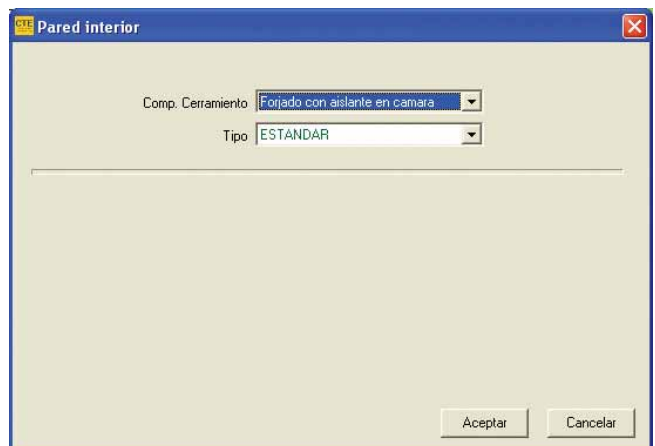 CTE
Pared interior
Comp. Cerramiento Forjado con aislante en camara
Tipo ESTANDAR
Aceptar Cancelar